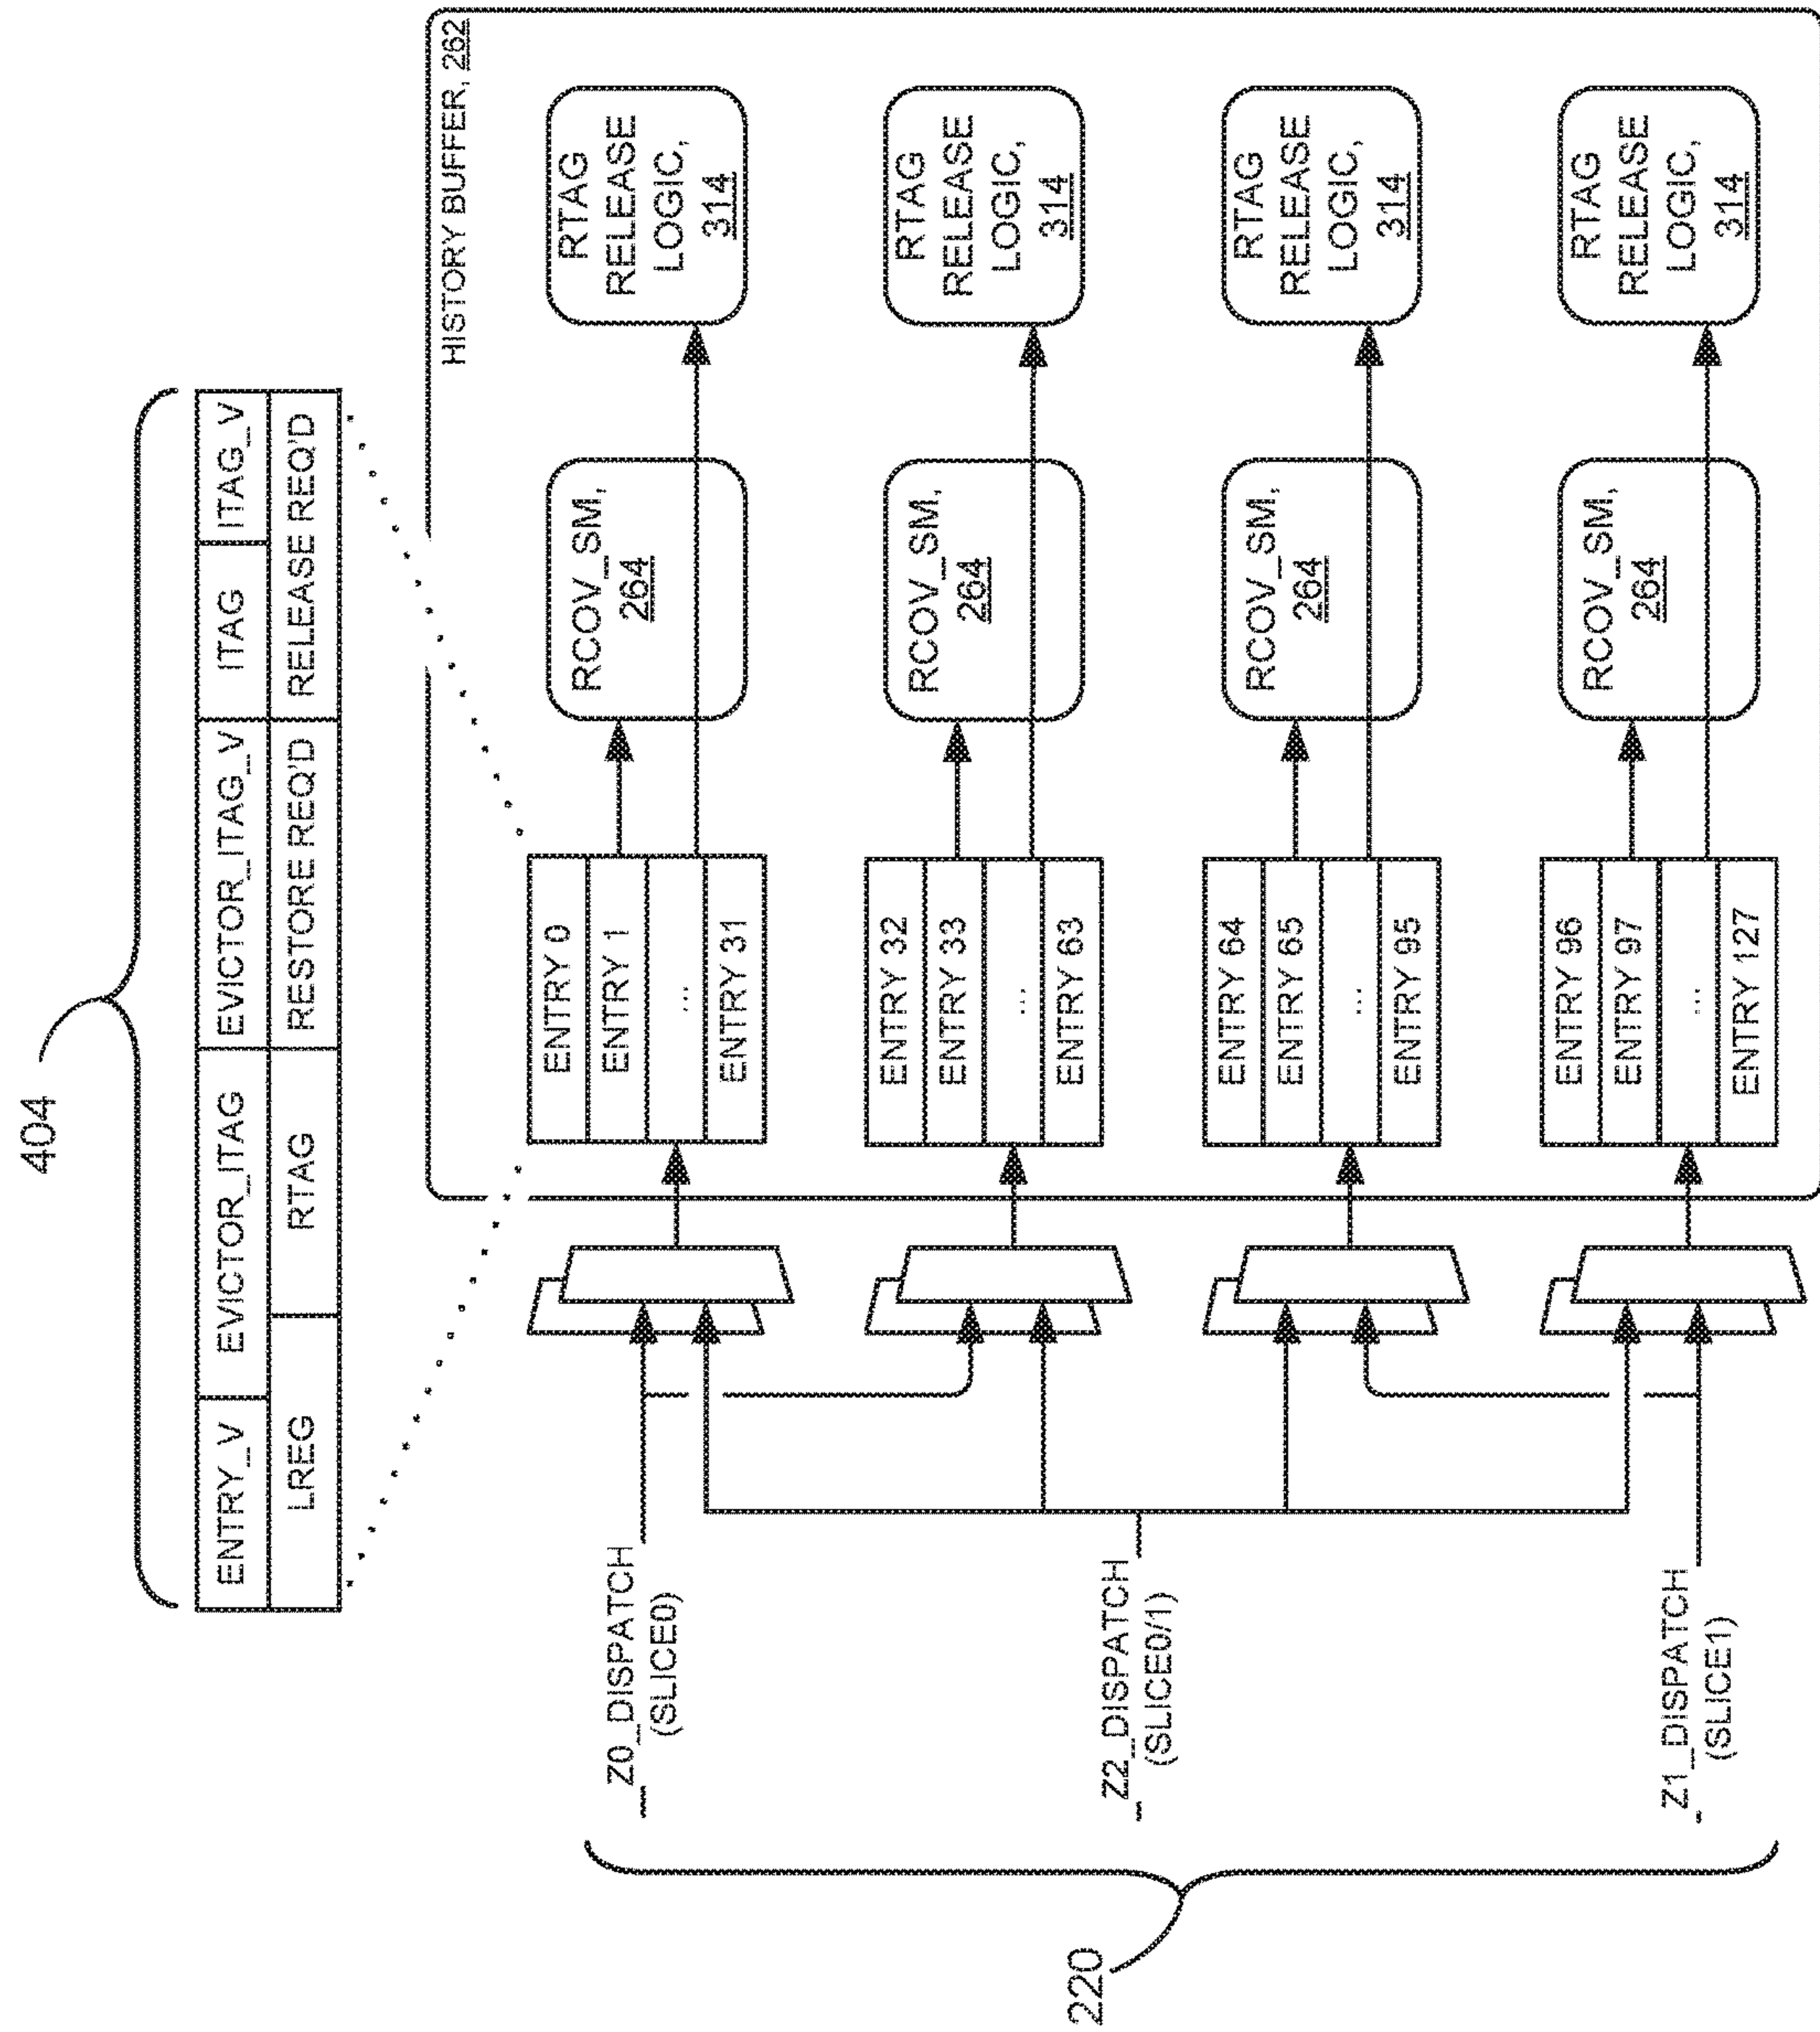 404
ENTRY_V EVICTOR_ITAG EVICTOR_ITAG_V ITAG ITAG_V
LREG RTAG RESTORE REQ'D RELEASE REQ'D
HISTORY BUFFER, 262
Z0_DISPATCH
(SLICE0)
Z2_DISPATCH
(SLICE0/1)
Z1_DISPATCH
(SLICE1)
220
ENTRY 0
ENTRY 1
...
ENTRY 31
RCOV_SM,
264
RTAG
RELEASE
LOGIC,
314
ENTRY 32
ENTRY 33
...
ENTRY 63
RCOV_SM,
264
RTAG
RELEASE
LOGIC,
314
ENTRY 64
ENTRY 65
...
ENTRY 95
RCOV_SM,
264
RTAG
RELEASE
LOGIC,
314
ENTRY 96
ENTRY 97
...
ENTRY 127
RCOV_SM,
264
RTAG
RELEASE
LOGIC,
314